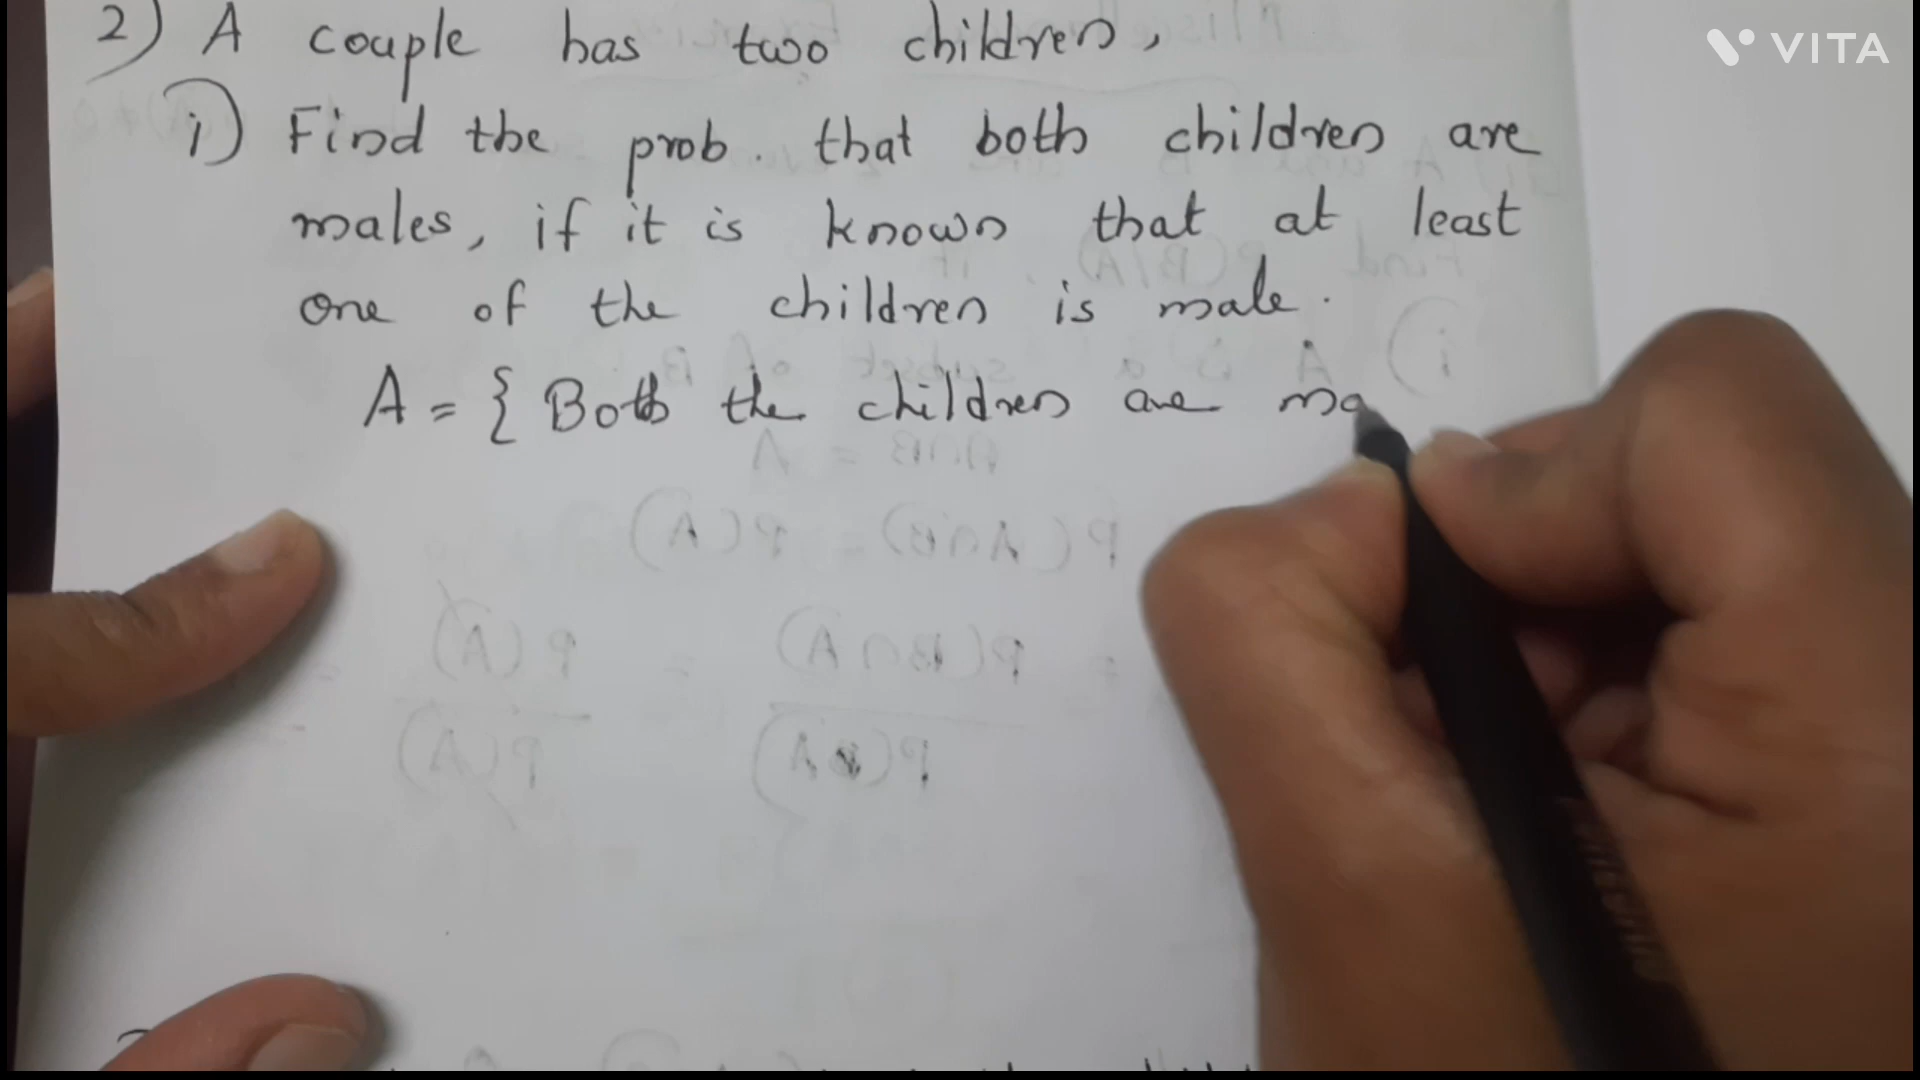 VITA
2) A couple has two children,
i) Find the prob. that both children are
males, if it is known that at least
one of the children is male.
A = { Both the children are ma